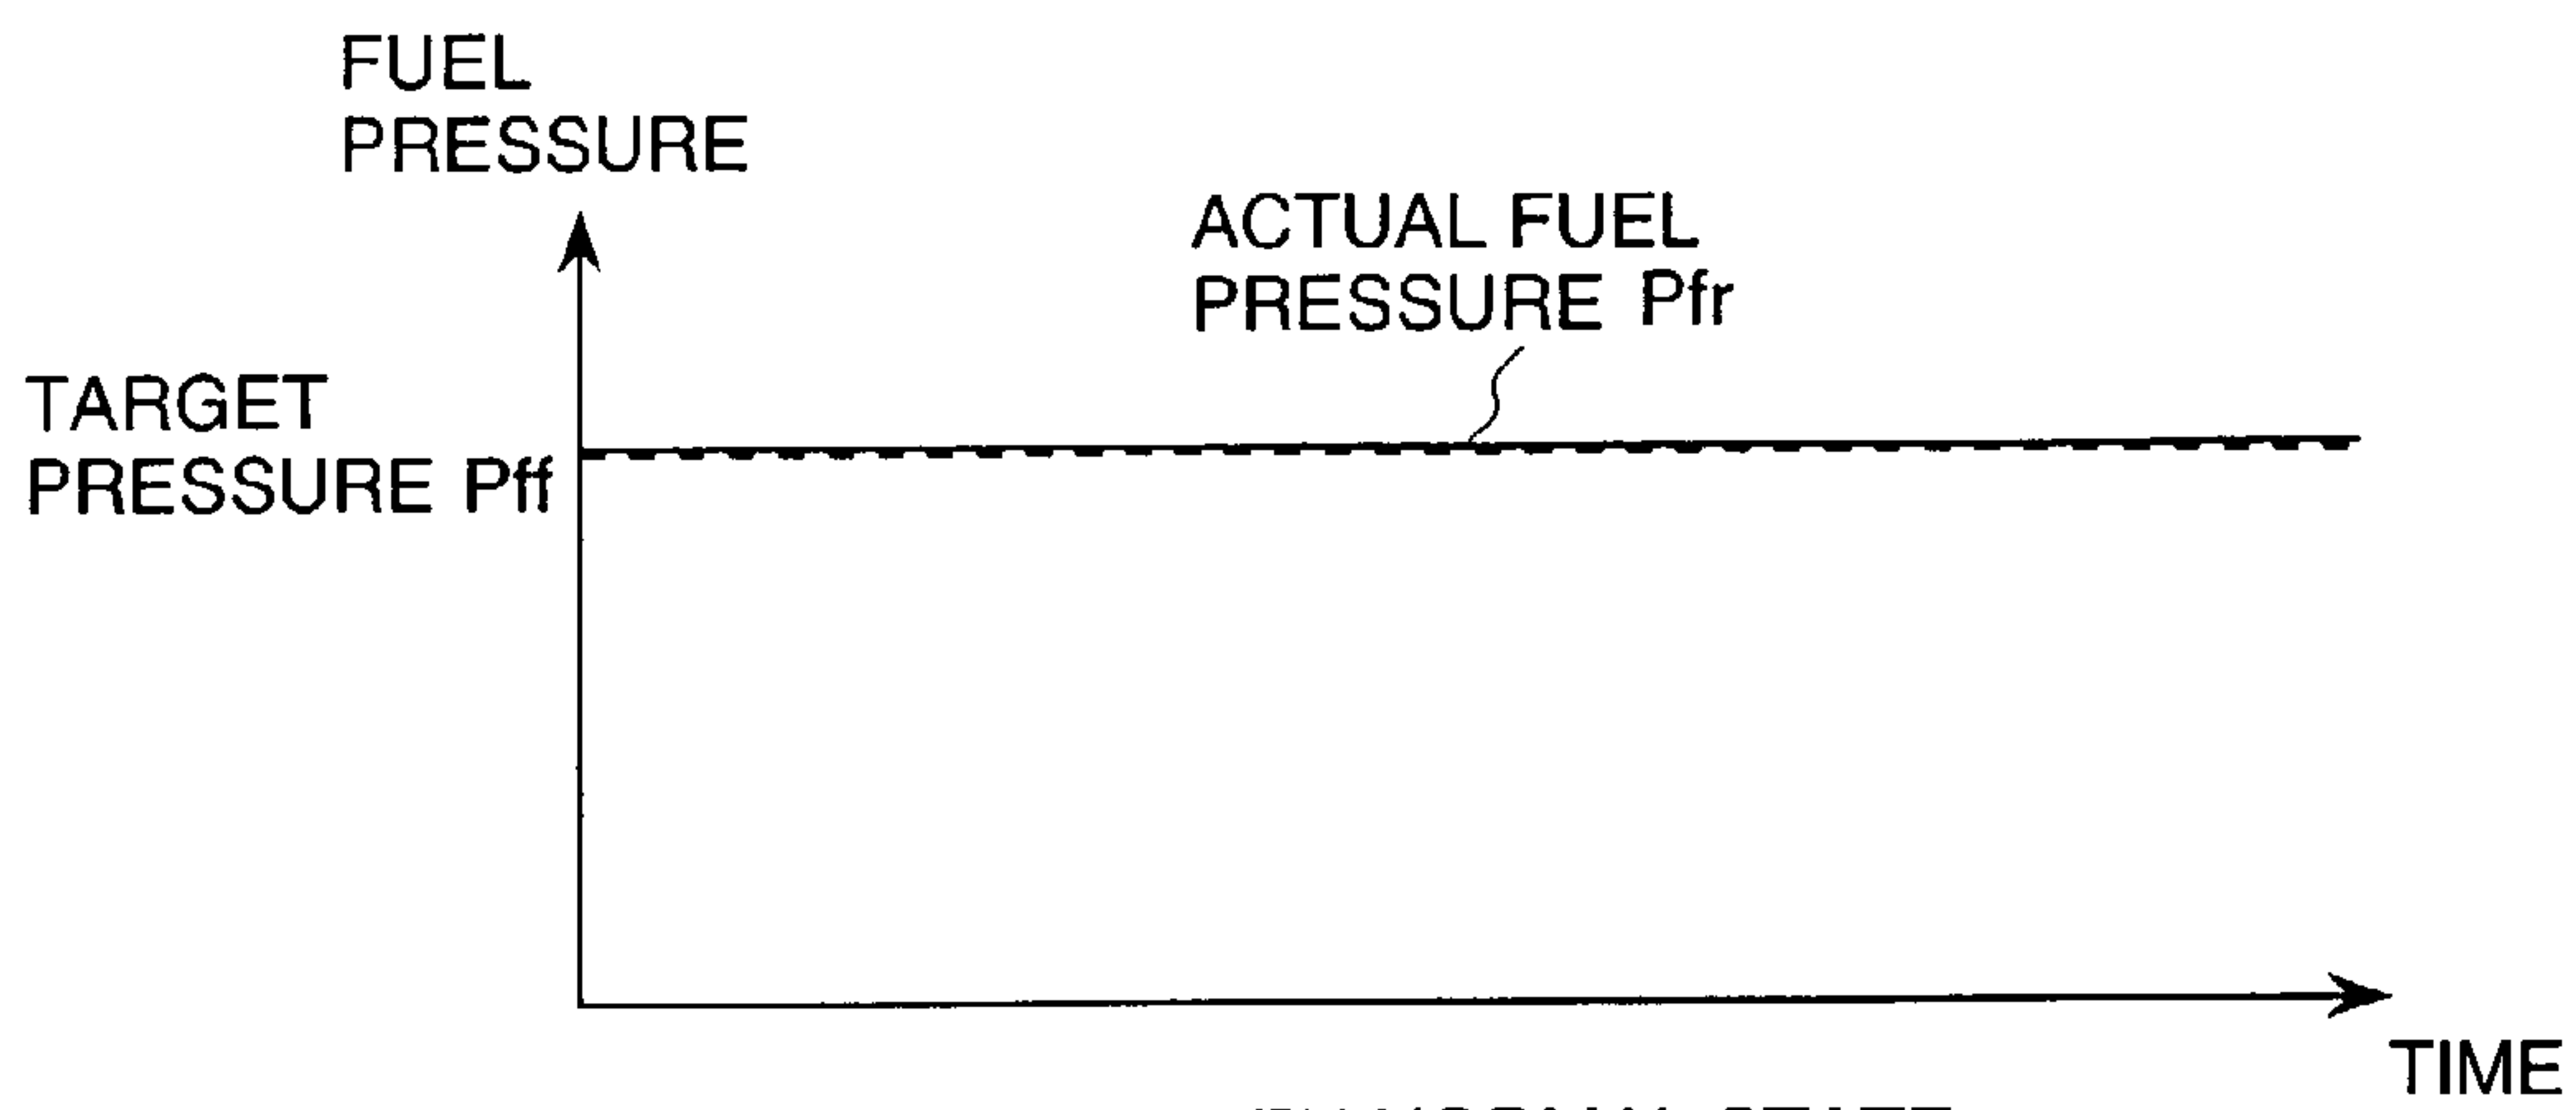 FUEL
PRESSURE
ACTUAL FUEL
PRESSURE Pfr
TARGET
PRESSURE Pff
TIME